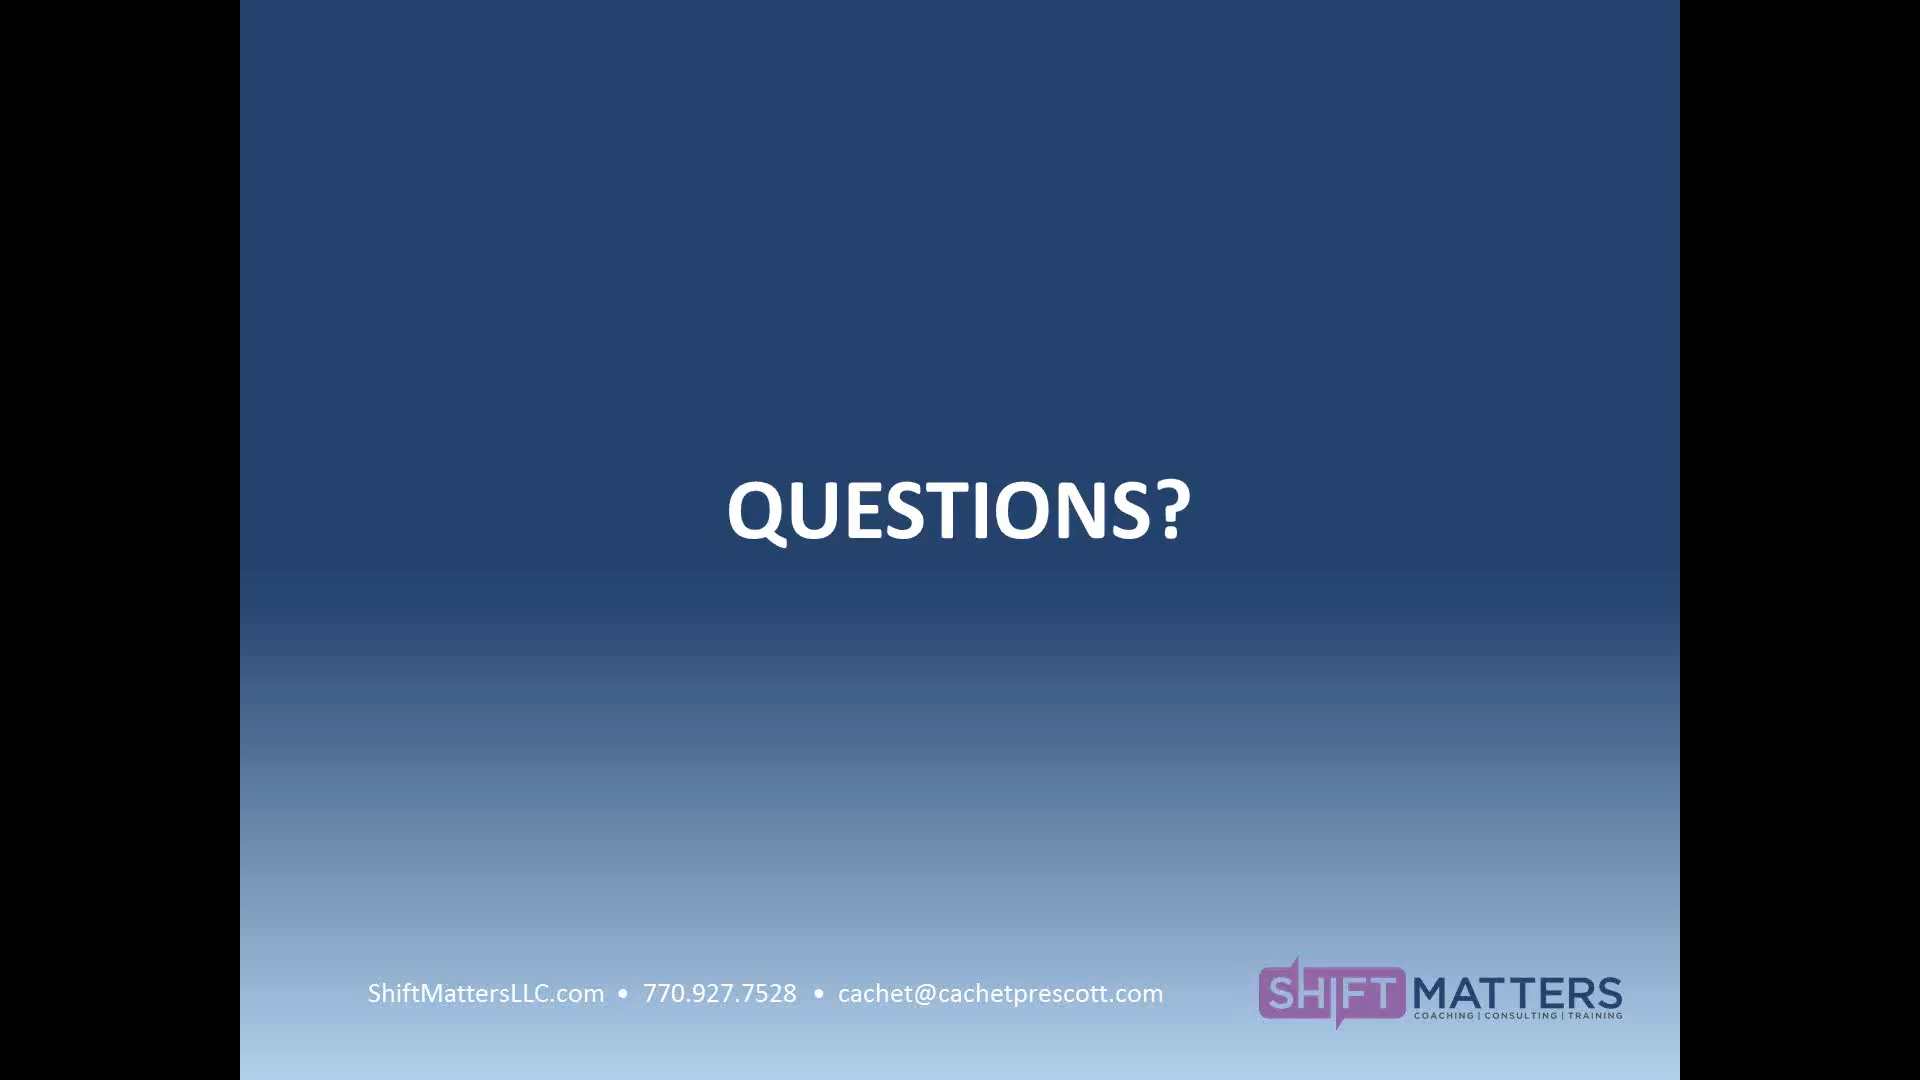 QUESTIONS?
ShiftMattersLLC.com • 770.927.7528 • cachet@cachetprescott.com
SHIFT MATTERS
COACHING | CONSULTING | TRAINING